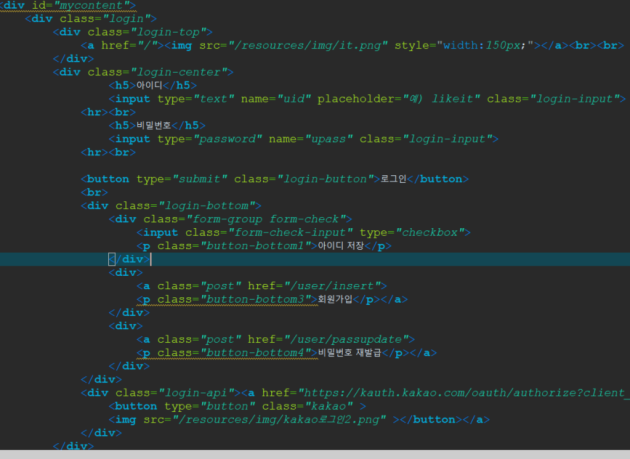 <div id="mycontent">
<div class="login">
<div class="login-top">
<a href="/"><img src="/resources/img/it.png" style="width:150px;"></a><br><br>
</div>
<div class="login-center">
<h5>아이디</h5>
<input type="text" name="uid" placeholder="예) likeit" class="login-input">
<hr><br>
<h5>비밀번호</h5>
<input type="password" name="upass" class="login-input">
<hr><br>
<button type="submit" class="login-button">로그인</button>
<br>
<div class="login-bottom">
<div class="form-group form-check">
<input class="form-check-input" type="checkbox">
<p class="button-bottom1">아이디 저장</p>
</div>
<div>
<a class="post" href="/user/insert">
<p class="button-bottom3">회원가입</p></a>
</div>
<div>
<a class="post" href="/user/passupdate">
<p class="button-bottom4">비밀번호 재발급</p></a>
</div>
</div>
<div class="login-api"><a href="https://kauth.kakao.com/oauth/authorize?client_
<button type="button" class="kakao" >
<img src="/resources/img/kakao로그인2.png" ></button></a>
</div>
</div>